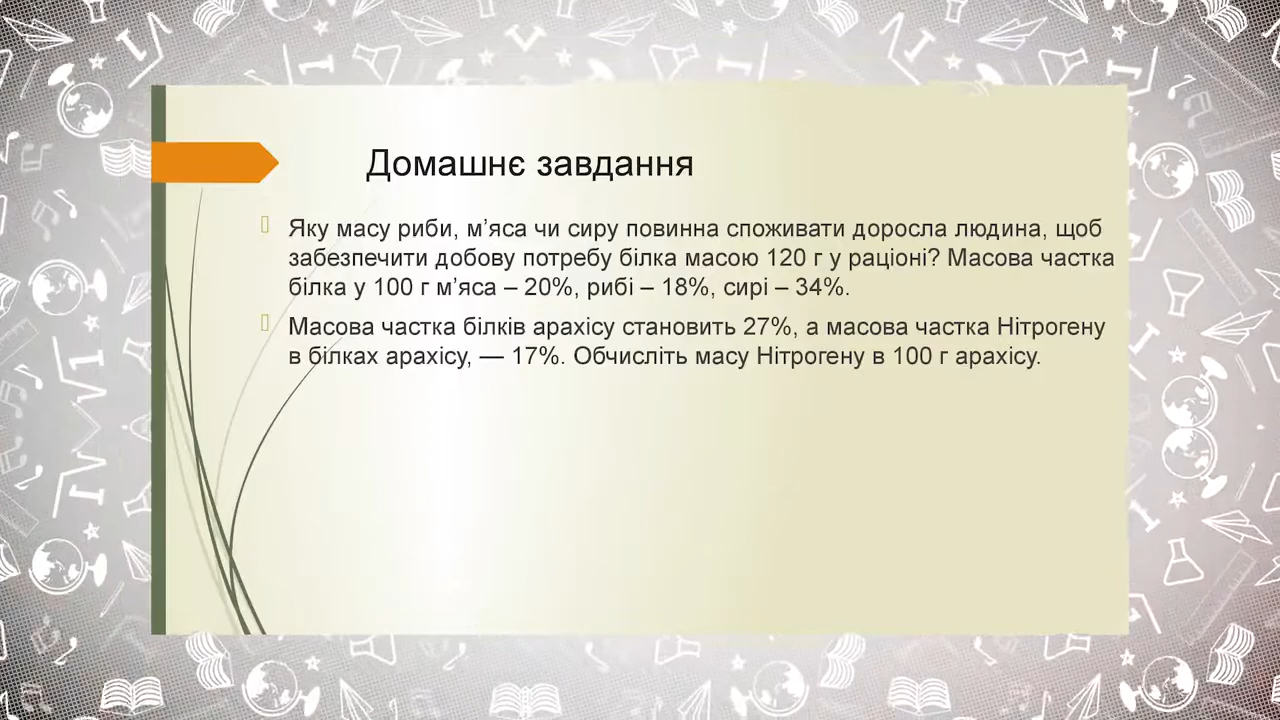 Домашнє завдання
Яку масу риби, м’яса чи сиру повинна споживати доросла людина, щоб
забезпечити добову потребу білка масою 120 г у раціоні? Масова частка
білка у 100 г м’яса – 20%, рибі – 18%, сирі – 34%.
Масова частка білків арахісу становить 27%, а масова частка Нітрогену
в білках арахісу, — 17%. Обчисліть масу Нітрогену в 100 г арахісу.